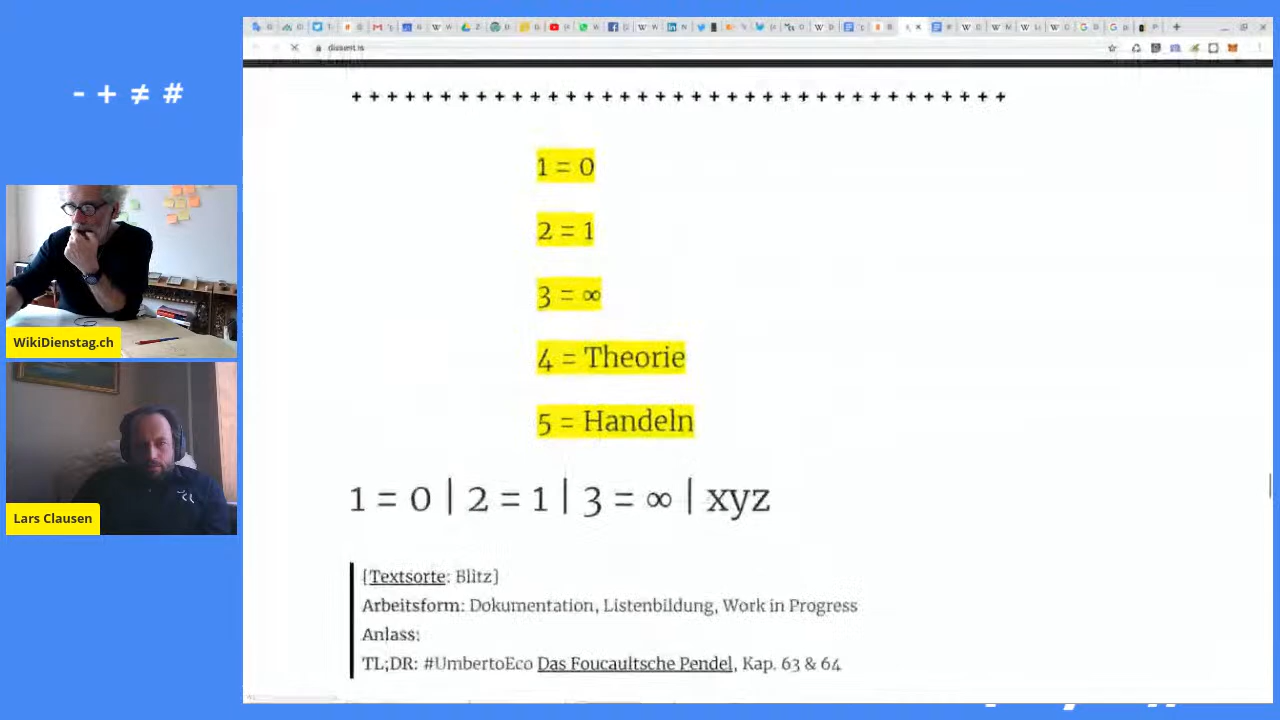 - + ≠ #
WikiDienstag.ch
Lars Clausen
dissent.is
+ + + + + + + + + + + + + + + + + + + + + + + + + + + + + + + + + + + + +
1 = 0
2 = 1
3 = ∞
4 = Theorie
5 = Handeln
1 = 0 | 2 = 1 | 3 = ∞ | xyz
{Textsorte: Blitz}
Arbeitsform: Dokumentation, Listenbildung, Work in Progress
Anlass:
TL;DR: #UmbertoEco Das Foucaultsche Pendel, Kap. 63 & 64